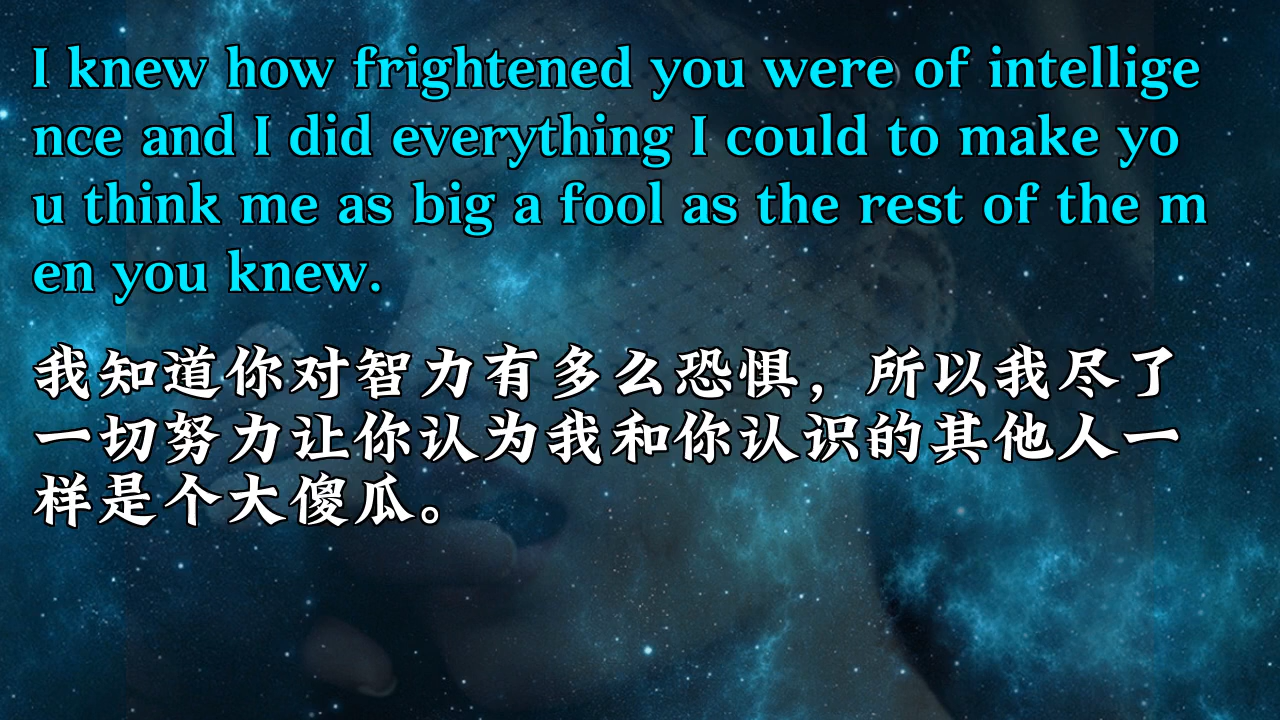 I knew how frightened you were of intellige
nce and I did everything I could to make yo
u think me as big a fool as the rest of the m
en you knew.
我知道你对智力有多么恐惧，所以我尽了
一切努力让你认为我和你认识的其他人一
样是个大傻瓜。